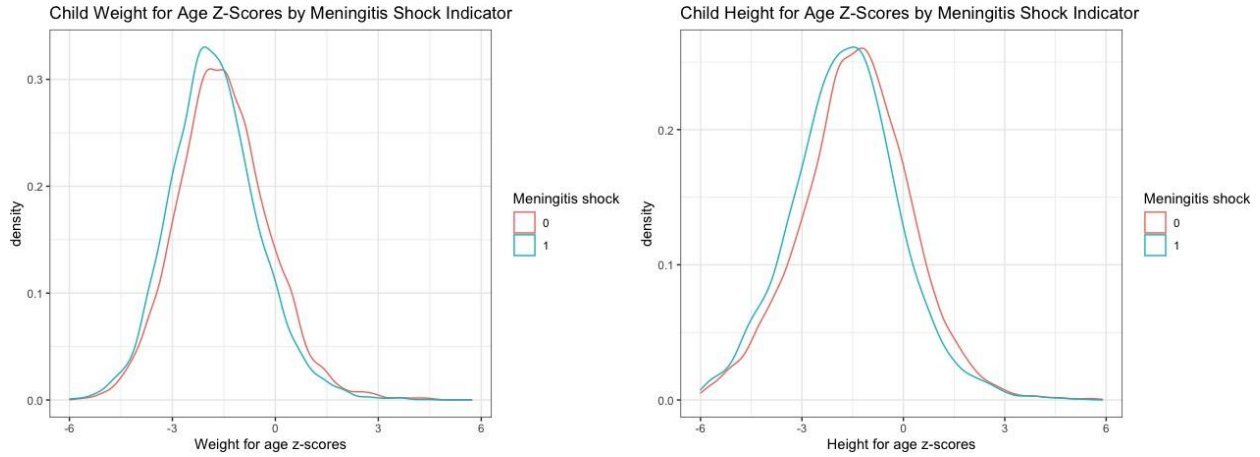 Child Weight for Age Z-Scores by Meningitis Shock Indicator
0.3
0.2
0.1
0.0
density
-6 -3 0 3 6
Weight for age z-scores
Meningitis shock
0
1
Child Height for Age Z-Scores by Meningitis Shock Indicator
0.2
0.1
0.0
density
-6 -3 0 3 6
Height for age z-scores
Meningitis shock
0
1